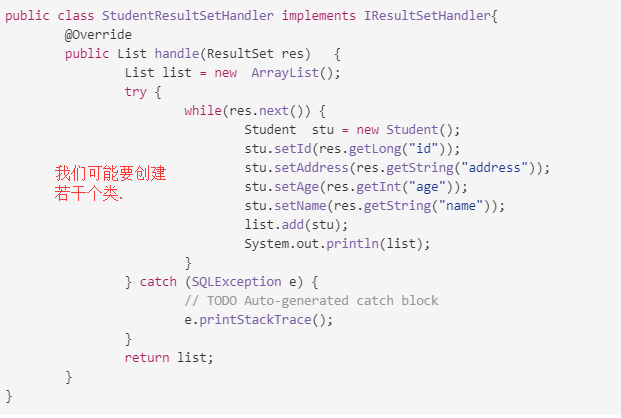 public class StudentResultSetHandler implements IResultSetHandler{
@Override
public List handle(ResultSet res) {
List list = new ArrayList();
try {
while(res.next()) {
Student stu = new Student();
stu.setId(res.getLong("id"));
stu.setAddress(res.getString("address"));
stu.setAge(res.getInt("age"));
stu.setName(res.getString("name"));
list.add(stu);
System.out.println(list);
}
} catch (SQLException e) {
// TODO Auto-generated catch block
e.printStackTrace();
}
return list;
}
}
我们可能要创建
若干个类.